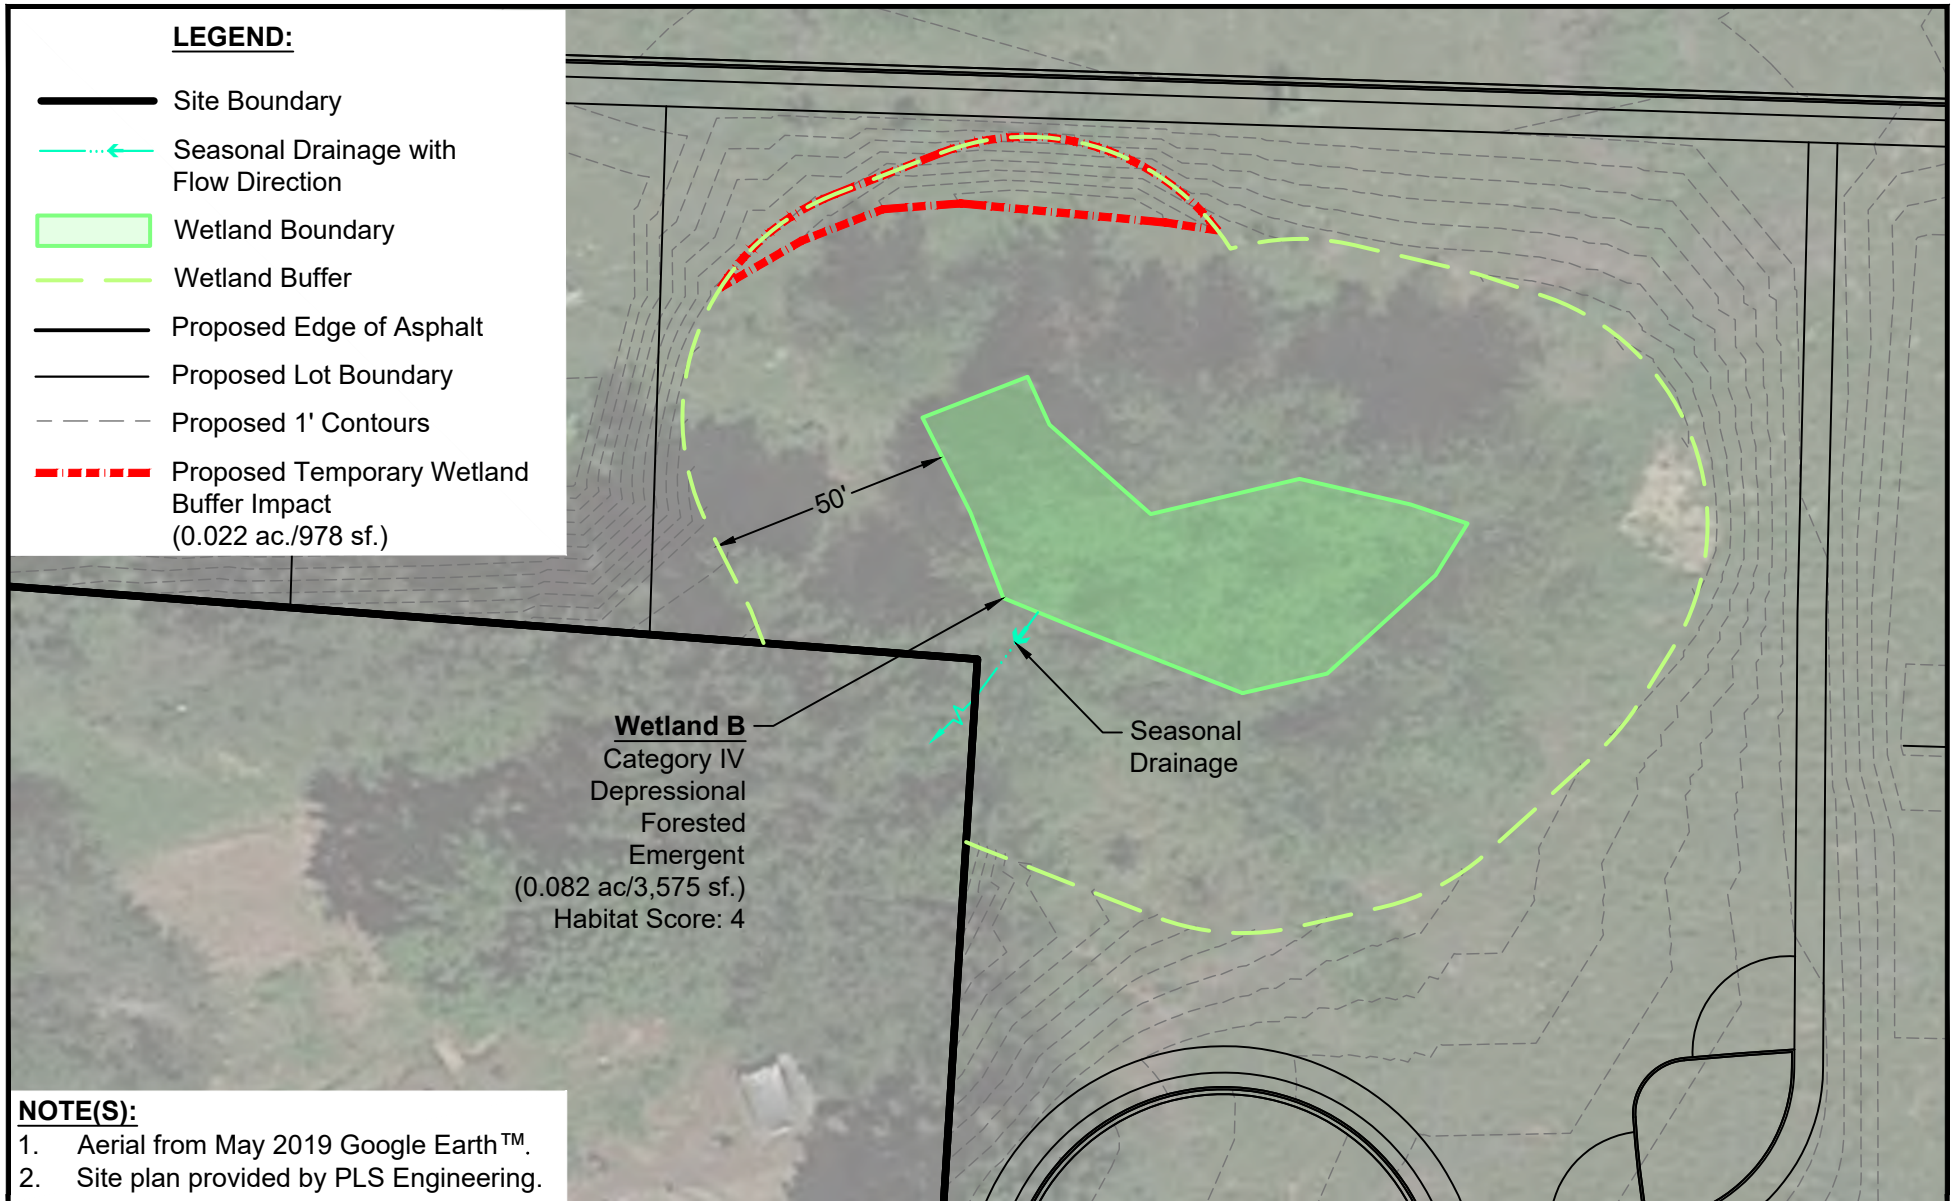 LEGEND:
Site Boundary
Seasonal Drainage with
Flow Direction
Wetland Boundary
Wetland Buffer
Proposed Edge of Asphalt
Proposed Lot Boundary
Proposed 1' Contours
Proposed Temporary Wetland
Buffer Impact
(0.022 ac./978 sf.)
50'
Wetland B
Category IV
Depressional
Forested
Emergent
(0.082 ac/3,575 sf.)
Habitat Score: 4
Seasonal
Drainage
NOTE(S):
1. Aerial from May 2019 Google Earth™.
2. Site plan provided by PLS Engineering.